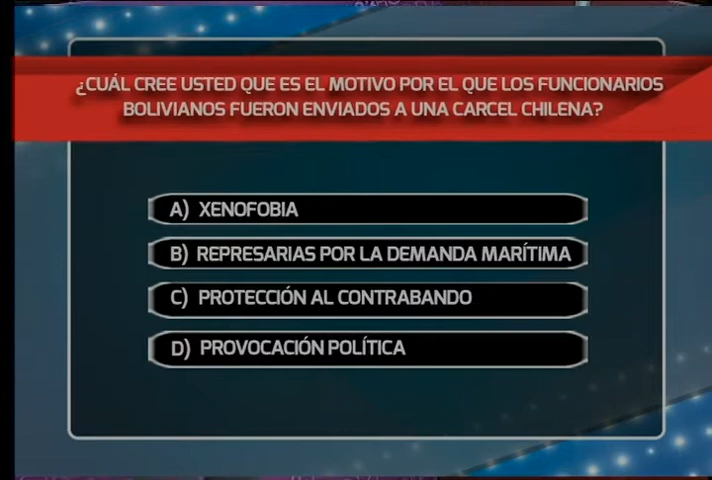 ¿CUÁL CREE USTED QUE ES EL MOTIVO POR EL QUE LOS FUNCIONARIOS
BOLIVIANOS FUERON ENVIADOS A UNA CARCEL CHILENA?
A) XENOFOBIA
B) REPRESARIAS POR LA DEMANDA MARÍTIMA
C) PROTECCIÓN AL CONTRABANDO
D) PROVOCACIÓN POLÍTICA